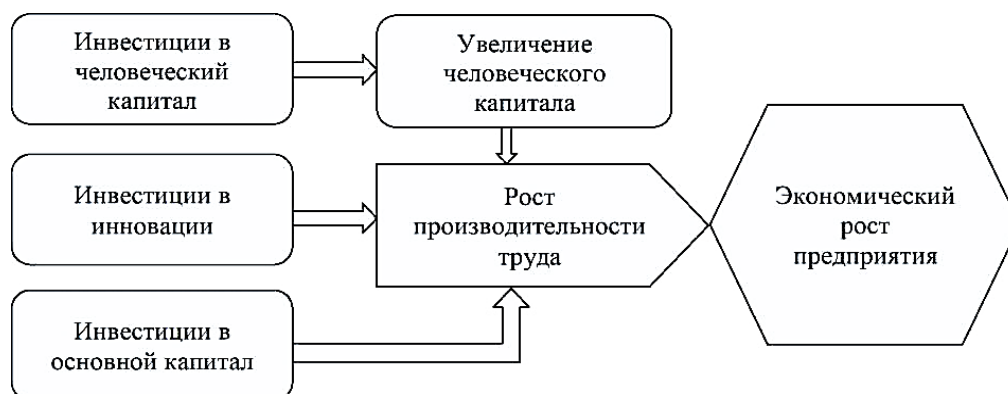 Инвестиции в
человеческий
капитал
Увеличение
человеческого
капитала
Инвестиции в
инновации
Рост
производительности
труда
Экономический
рост
предприятия
Инвестиции в
основной капитал